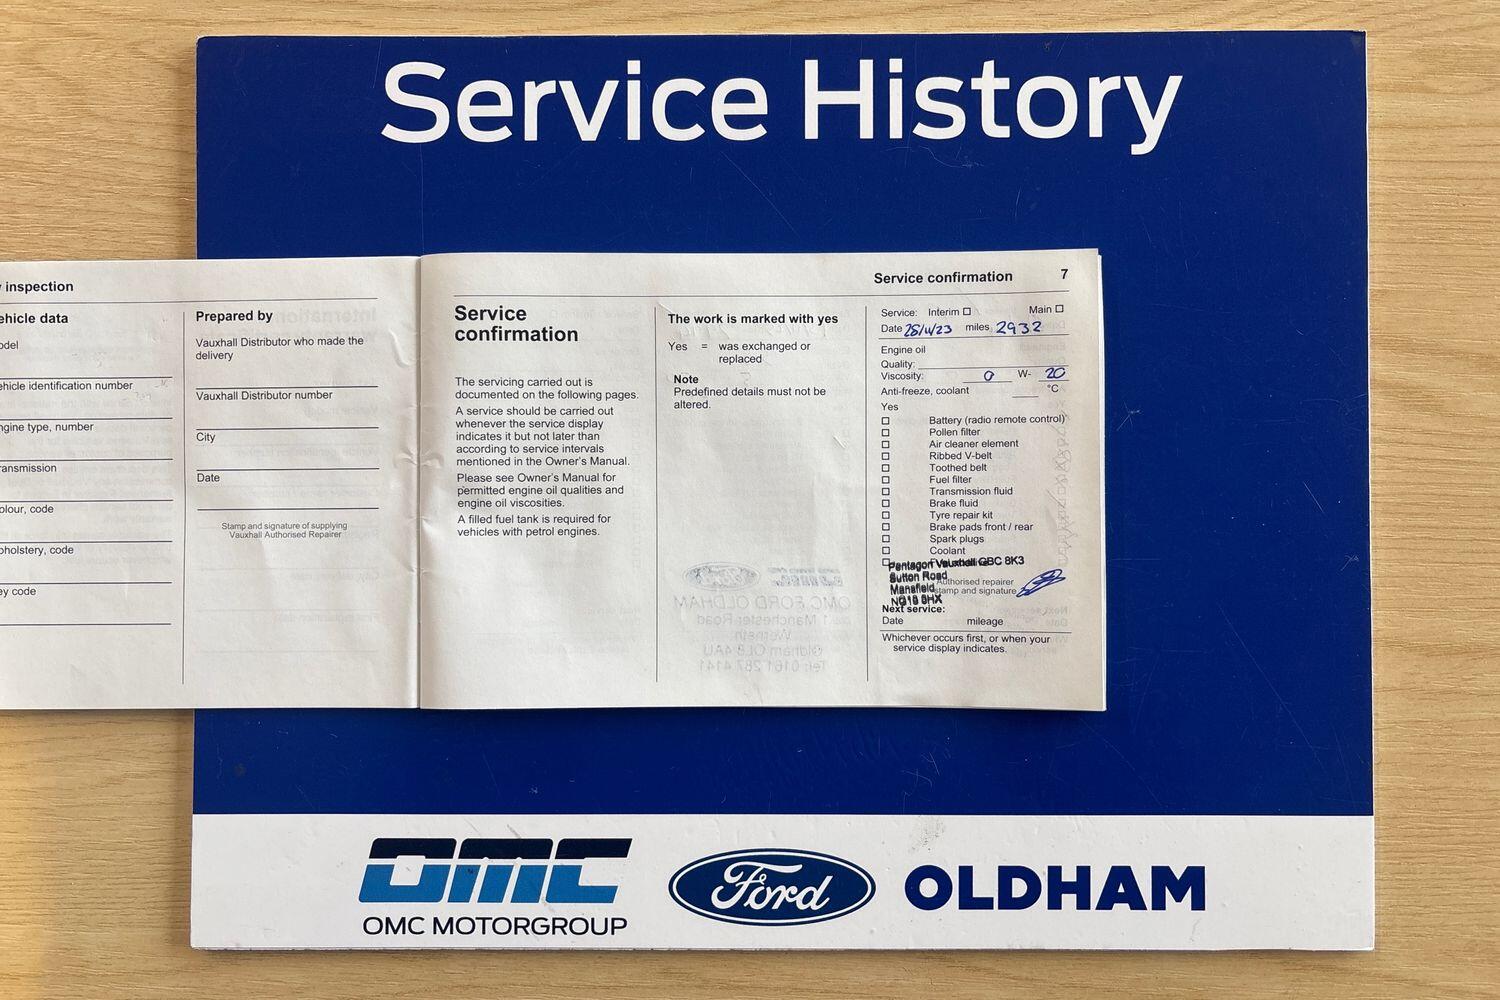 Service History
y inspection
ehicle data
odel
ehicle identification number
ngine type, number
ransmission
olour, code
pholstery, code
ey code
Prepared by
Vauxhall Distributor who made the
delivery
Vauxhall Distributor number
City
Date
Stamp and signature of supplying
Vauxhall Authorised Repairer
Service confirmation 7
Service
confirmation
The servicing carried out is
documented on the following pages.
A service should be carried out
whenever the service display
indicates it but not later than
according to service intervals
mentioned in the Owner's Manual.
Please see Owner's Manual for
permitted engine oil qualities and
engine oil viscosities.
A filled fuel tank is required for
vehicles with petrol engines.
The work is marked with yes
Yes = was exchanged or
replaced
Note
Predefined details must not be
altered.
Service: Interim Main
Date miles 2932
Engine oil
Quality:
Viscosity: 0 W- 20
Anti-freeze, coolant °C
Yes
Battery (radio remote control)
Pollen filter
Air cleaner element
Ribbed V-belt
Toothed belt
Fuel filter
Transmission fluid
Brake fluid
Tyre repair kit
Brake pads front / rear
Spark plugs
Coolant
Pentagon Vauxhall GBC 8K3
Sutton Road
Mansfield
Authorised repairer
stamp and signature
Next service:
Date mileage
Whichever occurs first, or when your
service display indicates.
OMC FORD OLDHAM
1 Manchester Road
Werneth
Oldham OL9 4AU
Tel: 0161 287 4141
OMC
OMC MOTORGROUP
Ford
OLDHAM